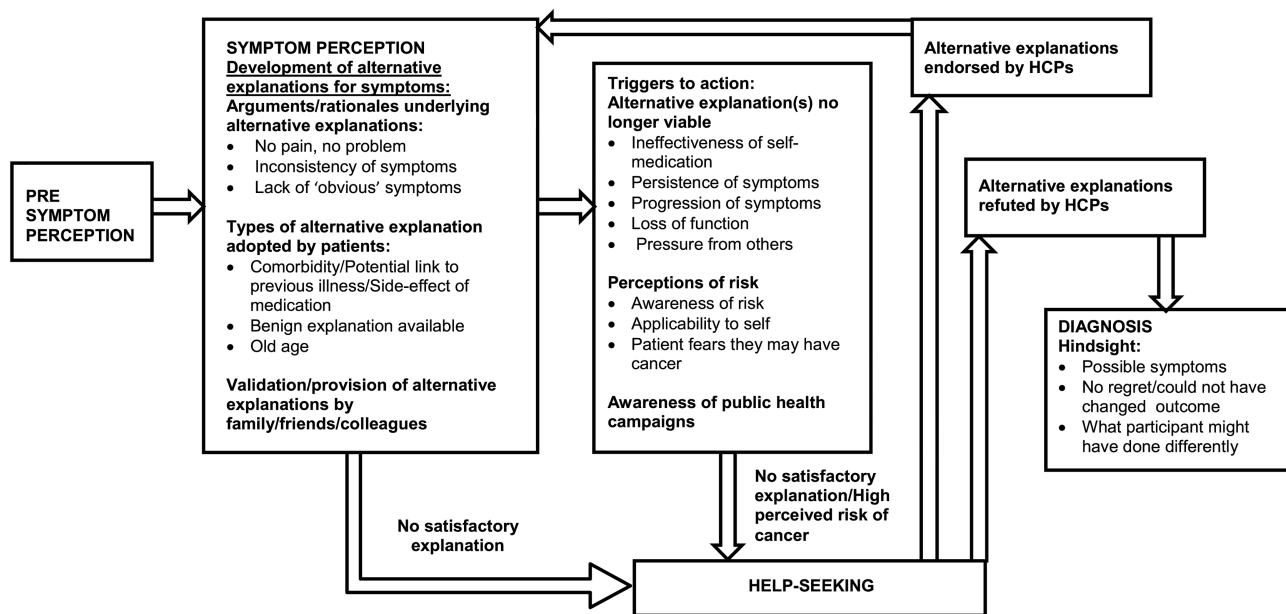 PRE
SYMPTOM
PERCEPTION
SYMPTOM PERCEPTION
Development of alternative
explanations for symptoms:
Arguments/rationales underlying
alternative explanations:
• No pain, no problem
• Inconsistency of symptoms
• Lack of ‘obvious’ symptoms
Types of alternative explanation
adopted by patients:
• Comorbidity/Potential link to
previous illness/Side-effect of
medication
• Benign explanation available
• Old age
Validation/provision of alternative
explanations by
family/friends/colleagues
Triggers to action:
Alternative explanation(s) no
longer viable
• Ineffectiveness of self-
medication
• Persistence of symptoms
• Progression of symptoms
• Loss of function
• Pressure from others
Perceptions of risk
• Awareness of risk
• Applicability to self
• Patient fears they may have
cancer
Awareness of public health
campaigns
No satisfactory
explanation
No satisfactory
explanation/High
perceived risk of
cancer
HELP-SEEKING
Alternative explanations
endorsed by HCPs
Alternative explanations
refuted by HCPs
DIAGNOSIS
Hindsight:
• Possible symptoms
• No regret/could not have
changed outcome
• What participant might
have done differently